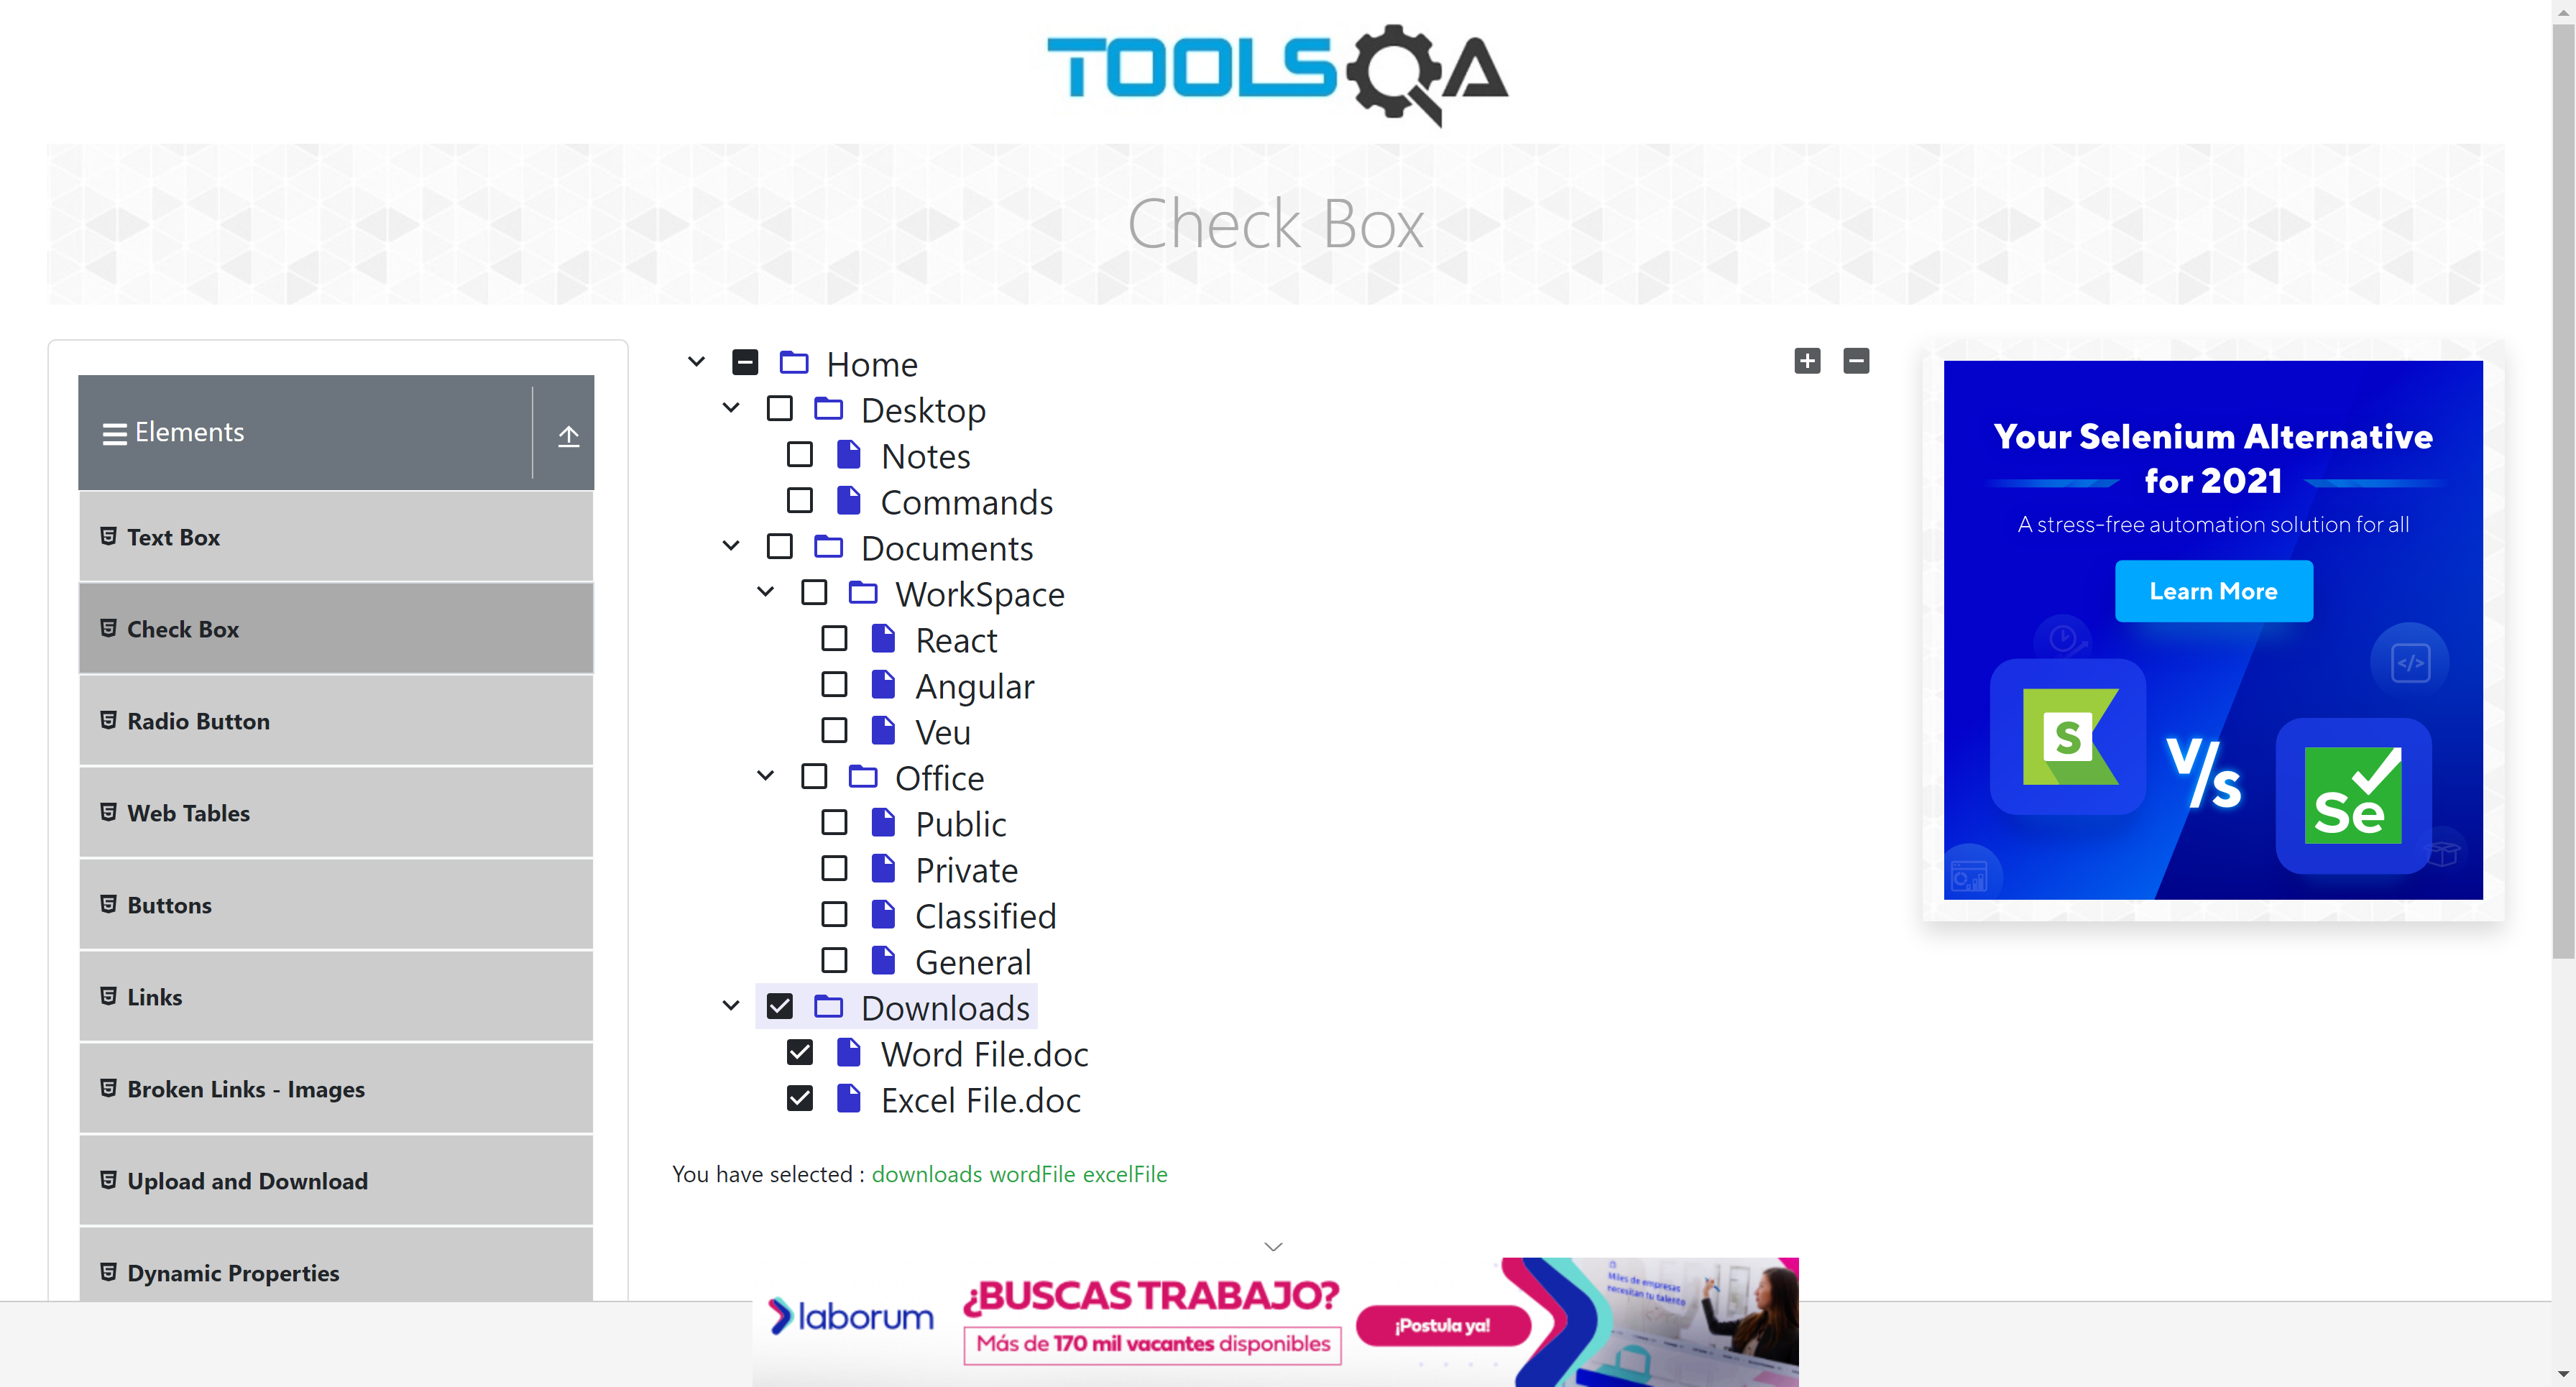 TOOLSQA
Check Box
Elements
Text Box
Check Box
Radio Button
Web Tables
Buttons
Links
Broken Links - Images
Upload and Download
Dynamic Properties
Home
Desktop
Notes
Commands
Documents
WorkSpace
React
Angular
Veu
Office
Public
Private
Classified
General
Downloads
Word File.doc
Excel File.doc
You have selected : downloads wordFile excelFile
Your Selenium Alternative
for 2021
A stress-free automation solution for all
Learn More
</>
S
V/s
Se
laborum
¿BUSCAS TRABAJO?
Más de 170 mil vacantes disponibles
¡Postula ya!
Miles de empresas
necesitan tu talento